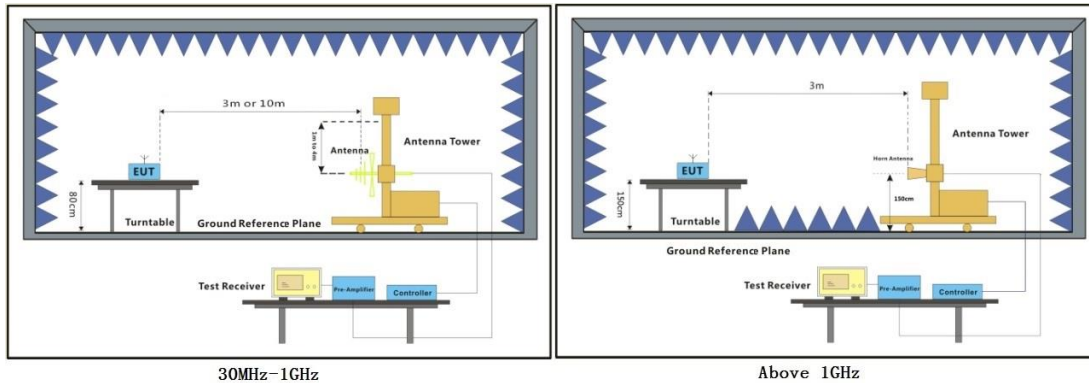 3m or 10m
1m to 4m
Antenna
Antenna Tower
EUT
80cm
Turntable
Ground Reference Plane
Test Receiver
Pre-Amplifier
Controller
30MHz-1GHz
3m
Antenna Tower
Horn Antenna
EUT
150cm
150cm
Turntable
Ground Reference Plane
Test Receiver
Pre-Amplifier
Controller
Above 1GHz